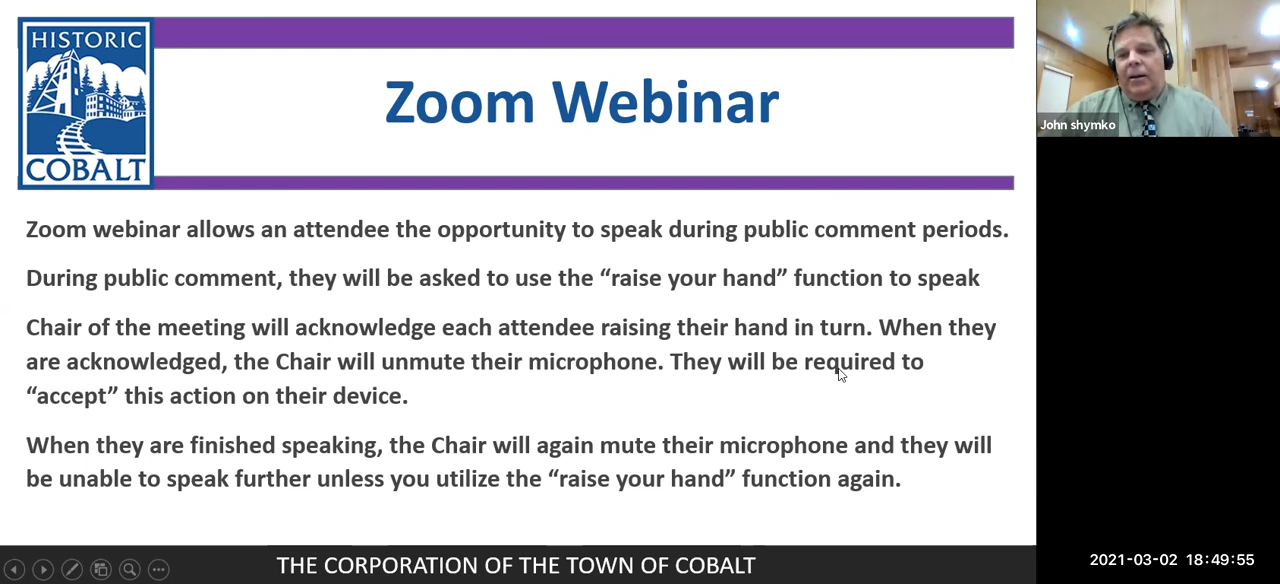 HISTORIC
COBALT
Zoom Webinar
John shymko
Zoom webinar allows an attendee the opportunity to speak during public comment periods.
During public comment, they will be asked to use the “raise your hand” function to speak
Chair of the meeting will acknowledge each attendee raising their hand in turn. When they
are acknowledged, the Chair will unmute their microphone. They will be required to
“accept” this action on their device.
When they are finished speaking, the Chair will again mute their microphone and they will
be unable to speak further unless you utilize the “raise your hand” function again.
THE CORPORATION OF THE TOWN OF COBALT
2021-03-02 18:49:55